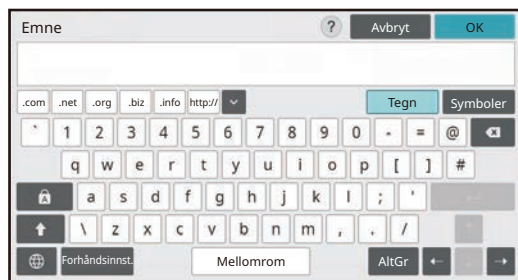 Emne ? Avbryt OK
.com .net .org .biz .info http:// Tegn Symboler
` 1 2 3 4 5 6 7 8 9 0 - = @
q w e r t y u i o p [ ] #
a s d f g h j k l ; '
\ z x c v b n m , . /
Forhåndsinnst. Mellomrom AltGr